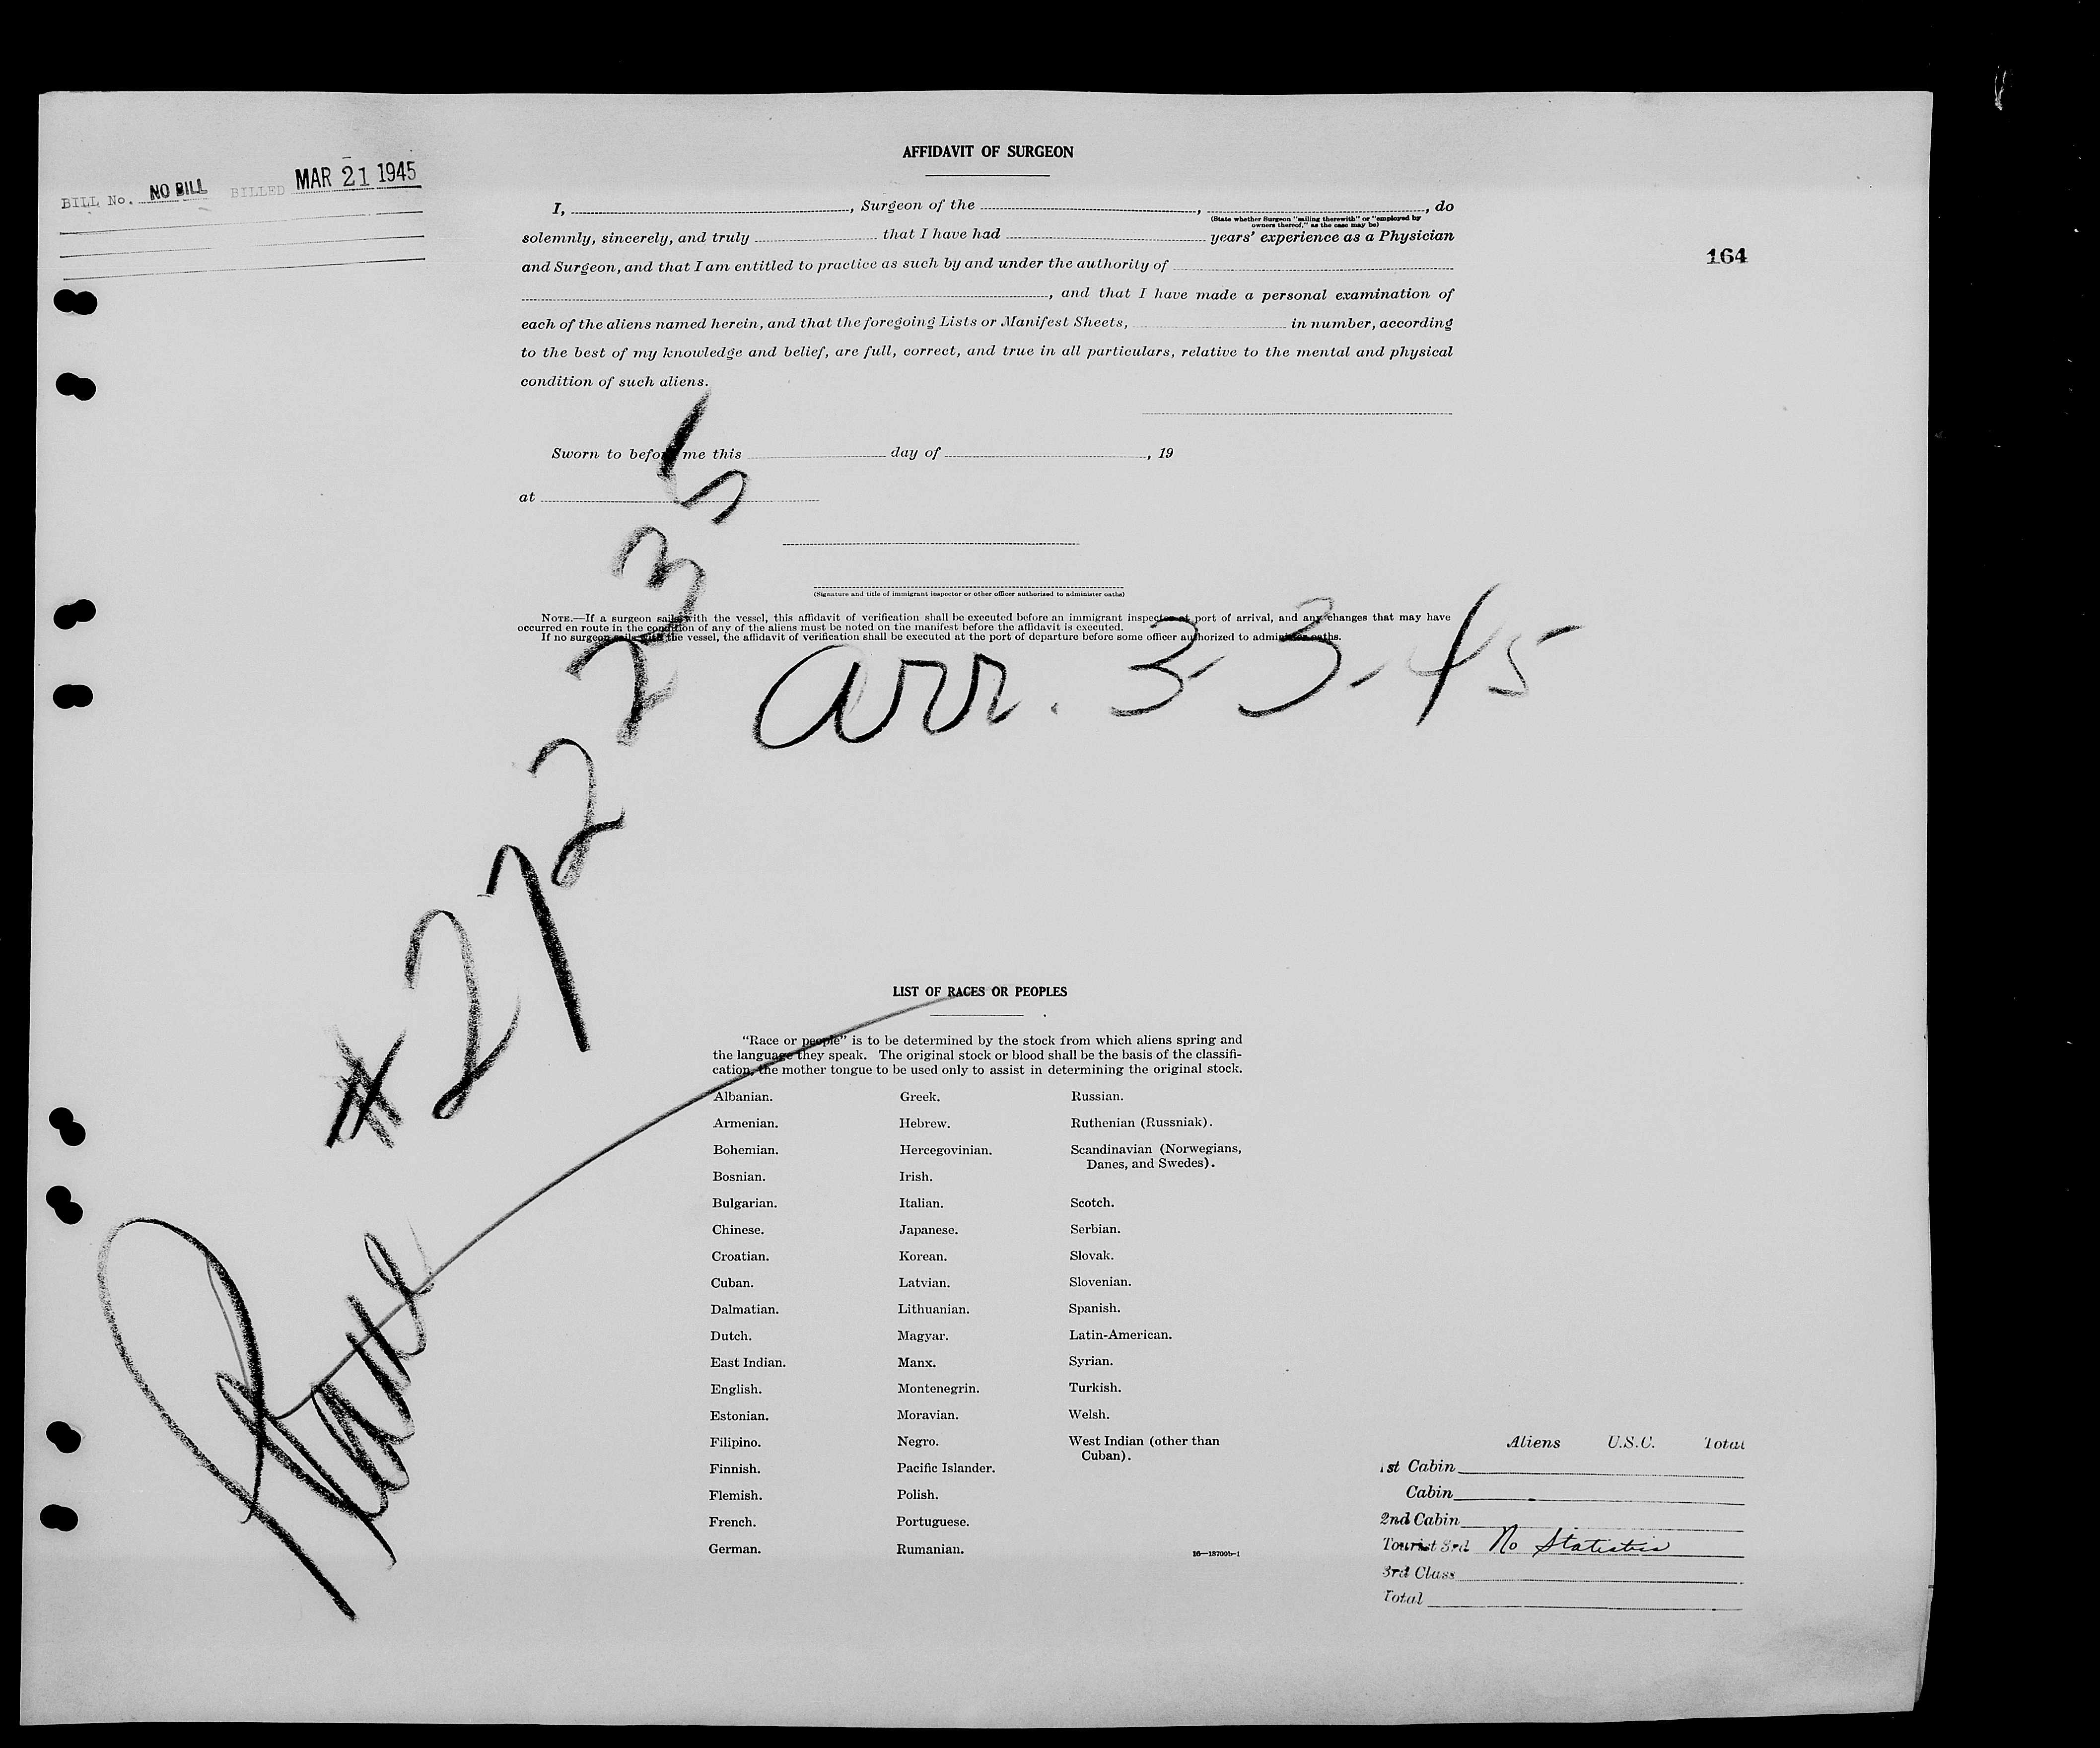 BILL No. NO BILL BILLED MAR 21 1945
AFFIDAVIT OF SURGEON
I, , Surgeon of the , , do
(State whether Surgeon "sailing therewith" or "employed by
owners thereof," as the case may be)
solemnly, sincerely, and truly that I have had years' experience as a Physician
164
and Surgeon, and that I am entitled to practice as such by and under the authority of
, and that I have made a personal examination of
each of the aliens named herein, and that the foregoing Lists or Manifest Sheets, in number, according
to the best of my knowledge and belief, are full, correct, and true in all particulars, relative to the mental and physical
condition of such aliens.
Sworn to before me this day of , 19
at
(Signature and title of immigrant inspector or other officer authorized to administer oaths)
NOTE.—If a surgeon sails with the vessel, this affidavit of verification shall be executed before an immigrant inspector at port of arrival, and any changes that may have
occurred en route in the condition of any of the aliens must be noted on the manifest before the affidavit is executed.
If no surgeon sails with the vessel, the affidavit of verification shall be executed at the port of departure before some officer authorized to administer oaths.
arr. 3-3-45
Plane #272235
LIST OF RACES OR PEOPLES
"Race or people" is to be determined by the stock from which aliens spring and
the language they speak. The original stock or blood shall be the basis of the classifi-
cation, the mother tongue to be used only to assist in determining the original stock.
Albanian. Greek. Russian.
Armenian. Hebrew. Ruthenian (Russniak).
Bohemian. Hercegovinian. Scandinavian (Norwegians,
Danes, and Swedes).
Bosnian. Irish.
Bulgarian. Italian. Scotch.
Chinese. Japanese. Serbian.
Croatian. Korean. Slovak.
Cuban. Latvian. Slovenian.
Dalmatian. Lithuanian. Spanish.
Dutch. Magyar. Latin-American.
East Indian. Manx. Syrian.
English. Montenegrin. Turkish.
Estonian. Moravian. Welsh.
Filipino. Negro. West Indian (other than
Cuban).
Finnish. Pacific Islander.
Flemish. Polish.
French. Portuguese.
German. Rumanian.
16—18709b-1
Aliens U.S.C. Total
1st Cabin
Cabin
2nd Cabin
Tourist 3rd No Statistics
3rd Class
Total